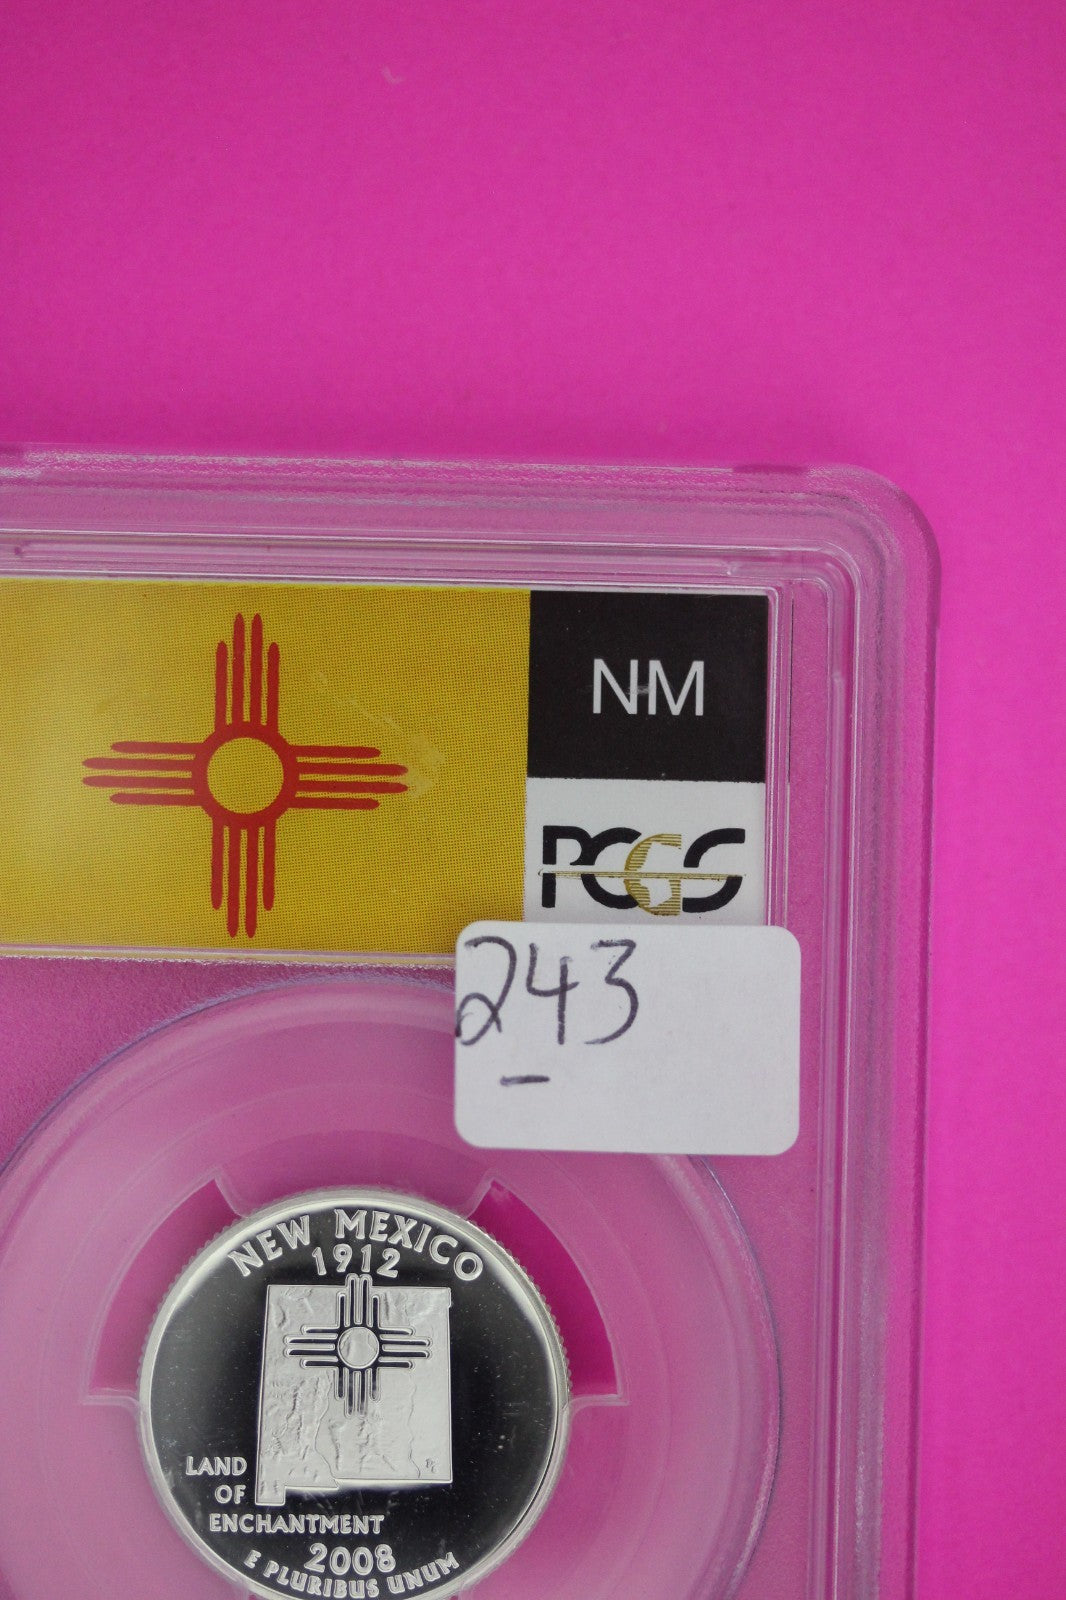 NM
PCGS
243
NEW MEXICO
1912
LAND
OF
ENCHANTMENT
2008
E PLURIBUS UNUM